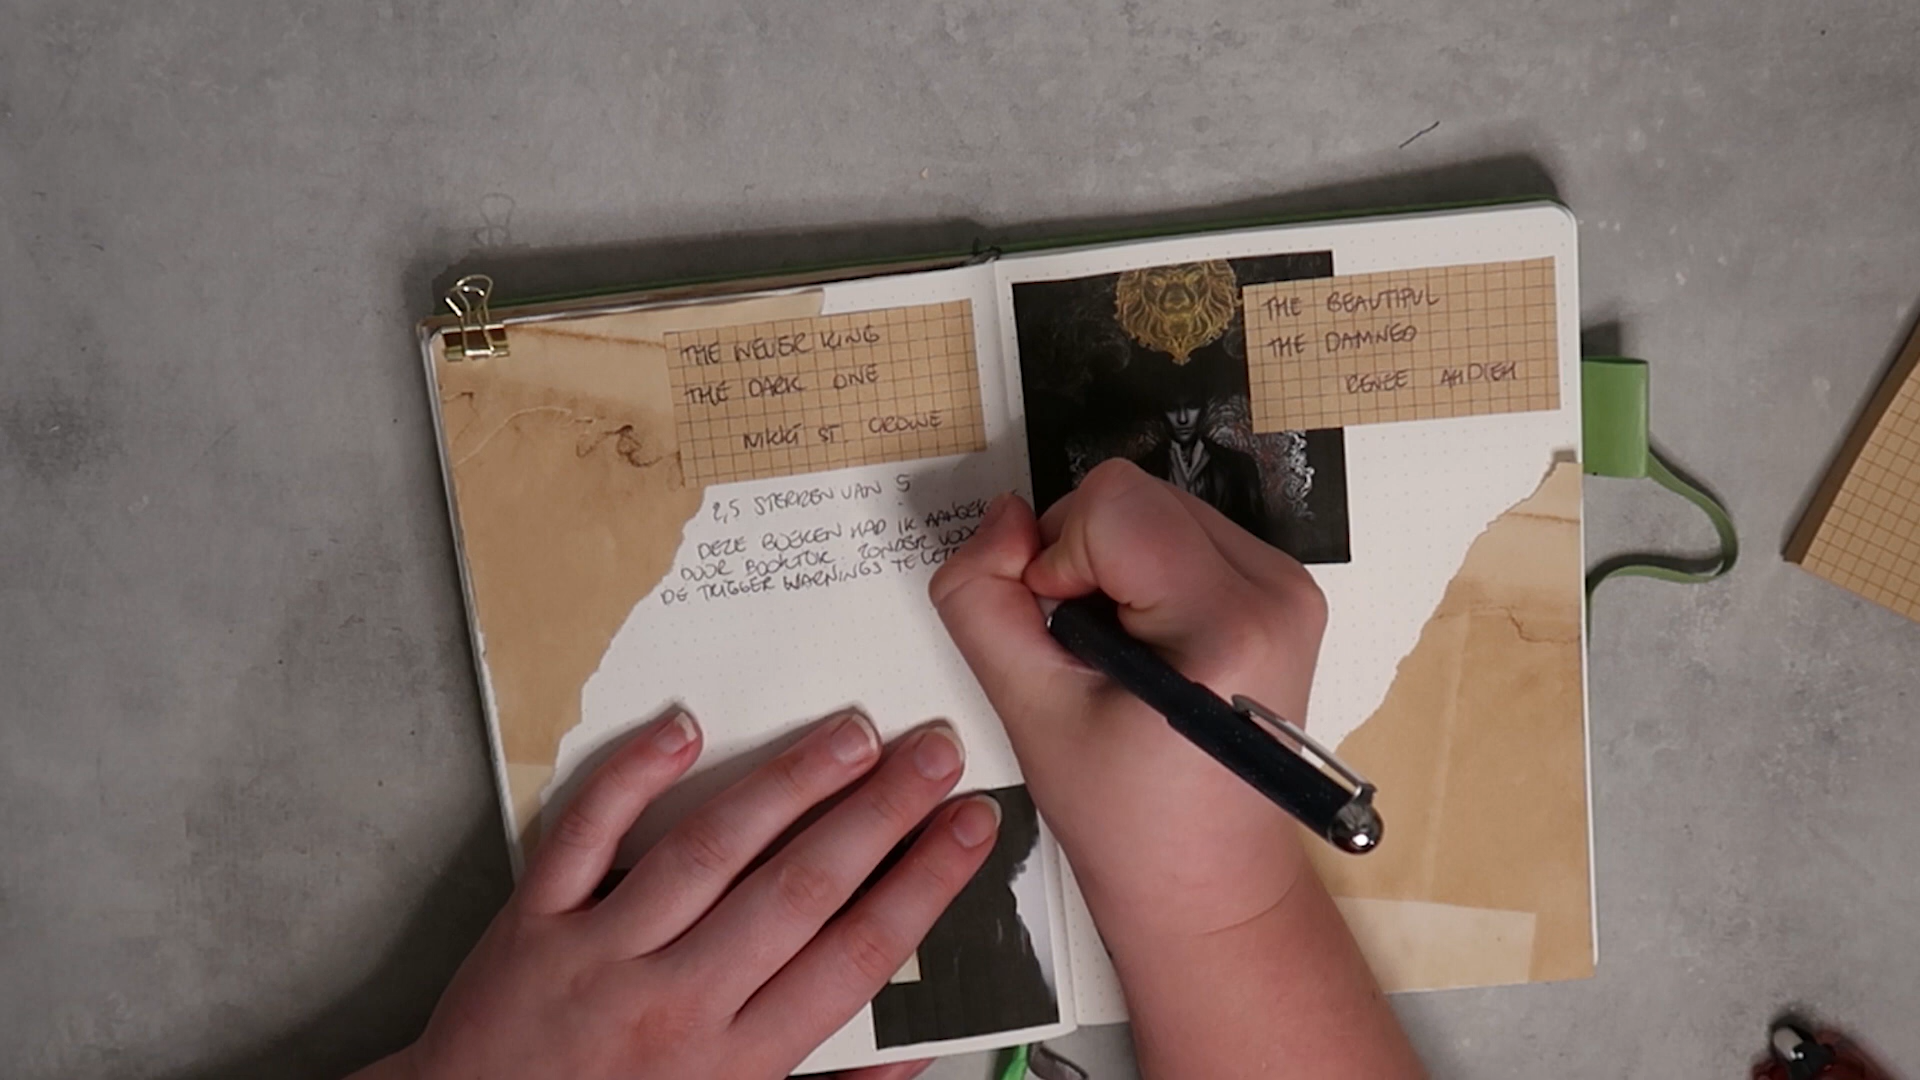 THE NEVER KING
THE DARK ONE
NIKKI ST. CROWE
2,5 STERREN VAN 5
DEZE BOEKEN HAD IK
DOOR BOOKTOK. ZONDER
DE TRIGGER WARNINGS TE
THE BEAUTIFUL
THE DAMNED
RENEE AHDIEH